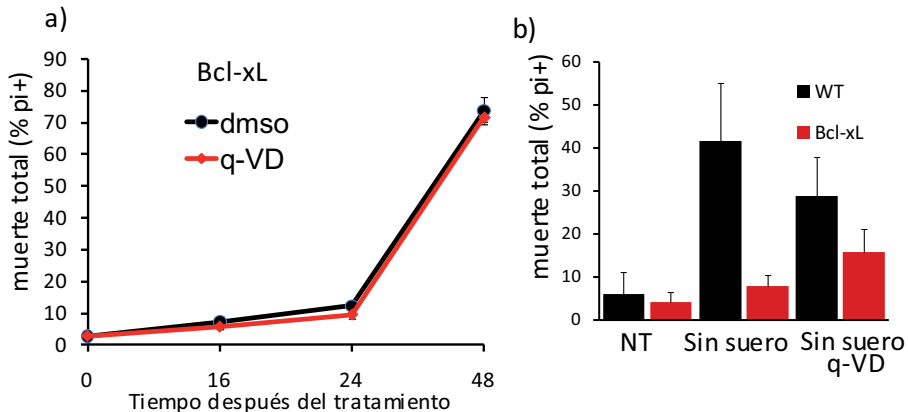 a)
Bcl-xL
dmso
q-VD
muerte total (% pi+)
90
80
70
60
50
40
30
20
10
0
0 16 24 48
Tiempo después del tratamiento
b)
WT
Bcl-xL
muerte total (% pi+)
60
50
40
30
20
10
0
NT Sin suero Sin suero
q-VD